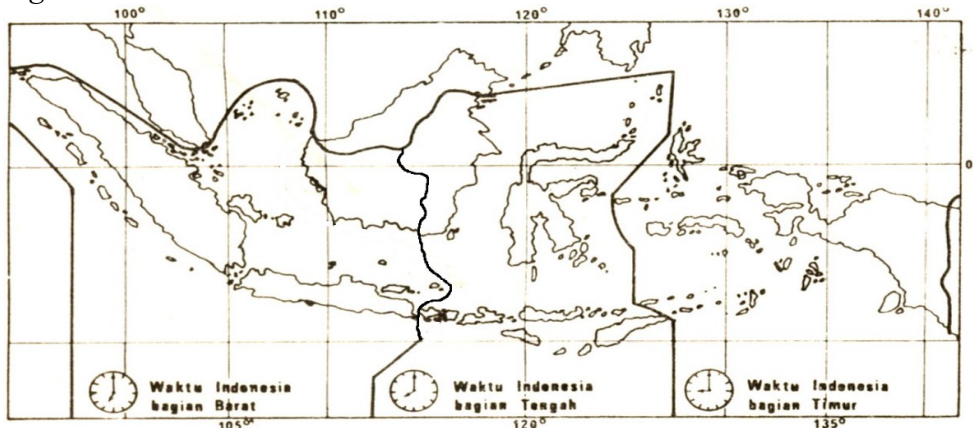 100° 110° 120° 130° 140°
0
Waktu Indonesia
bagian Barat
Waktu Indonesia
bagian Tengah
Waktu Indonesia
bagian Timur
105° 120° 135°